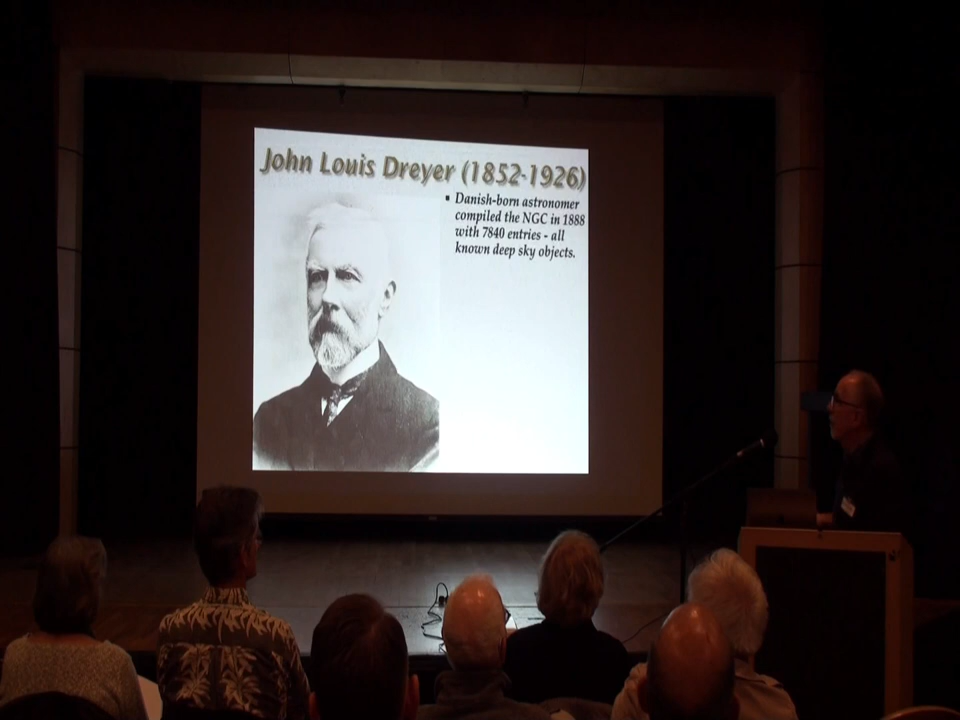 John Louis Dreyer (1852-1926)
▪ Danish-born astronomer
compiled the NGC in 1888
with 7840 entries - all
known deep sky objects.